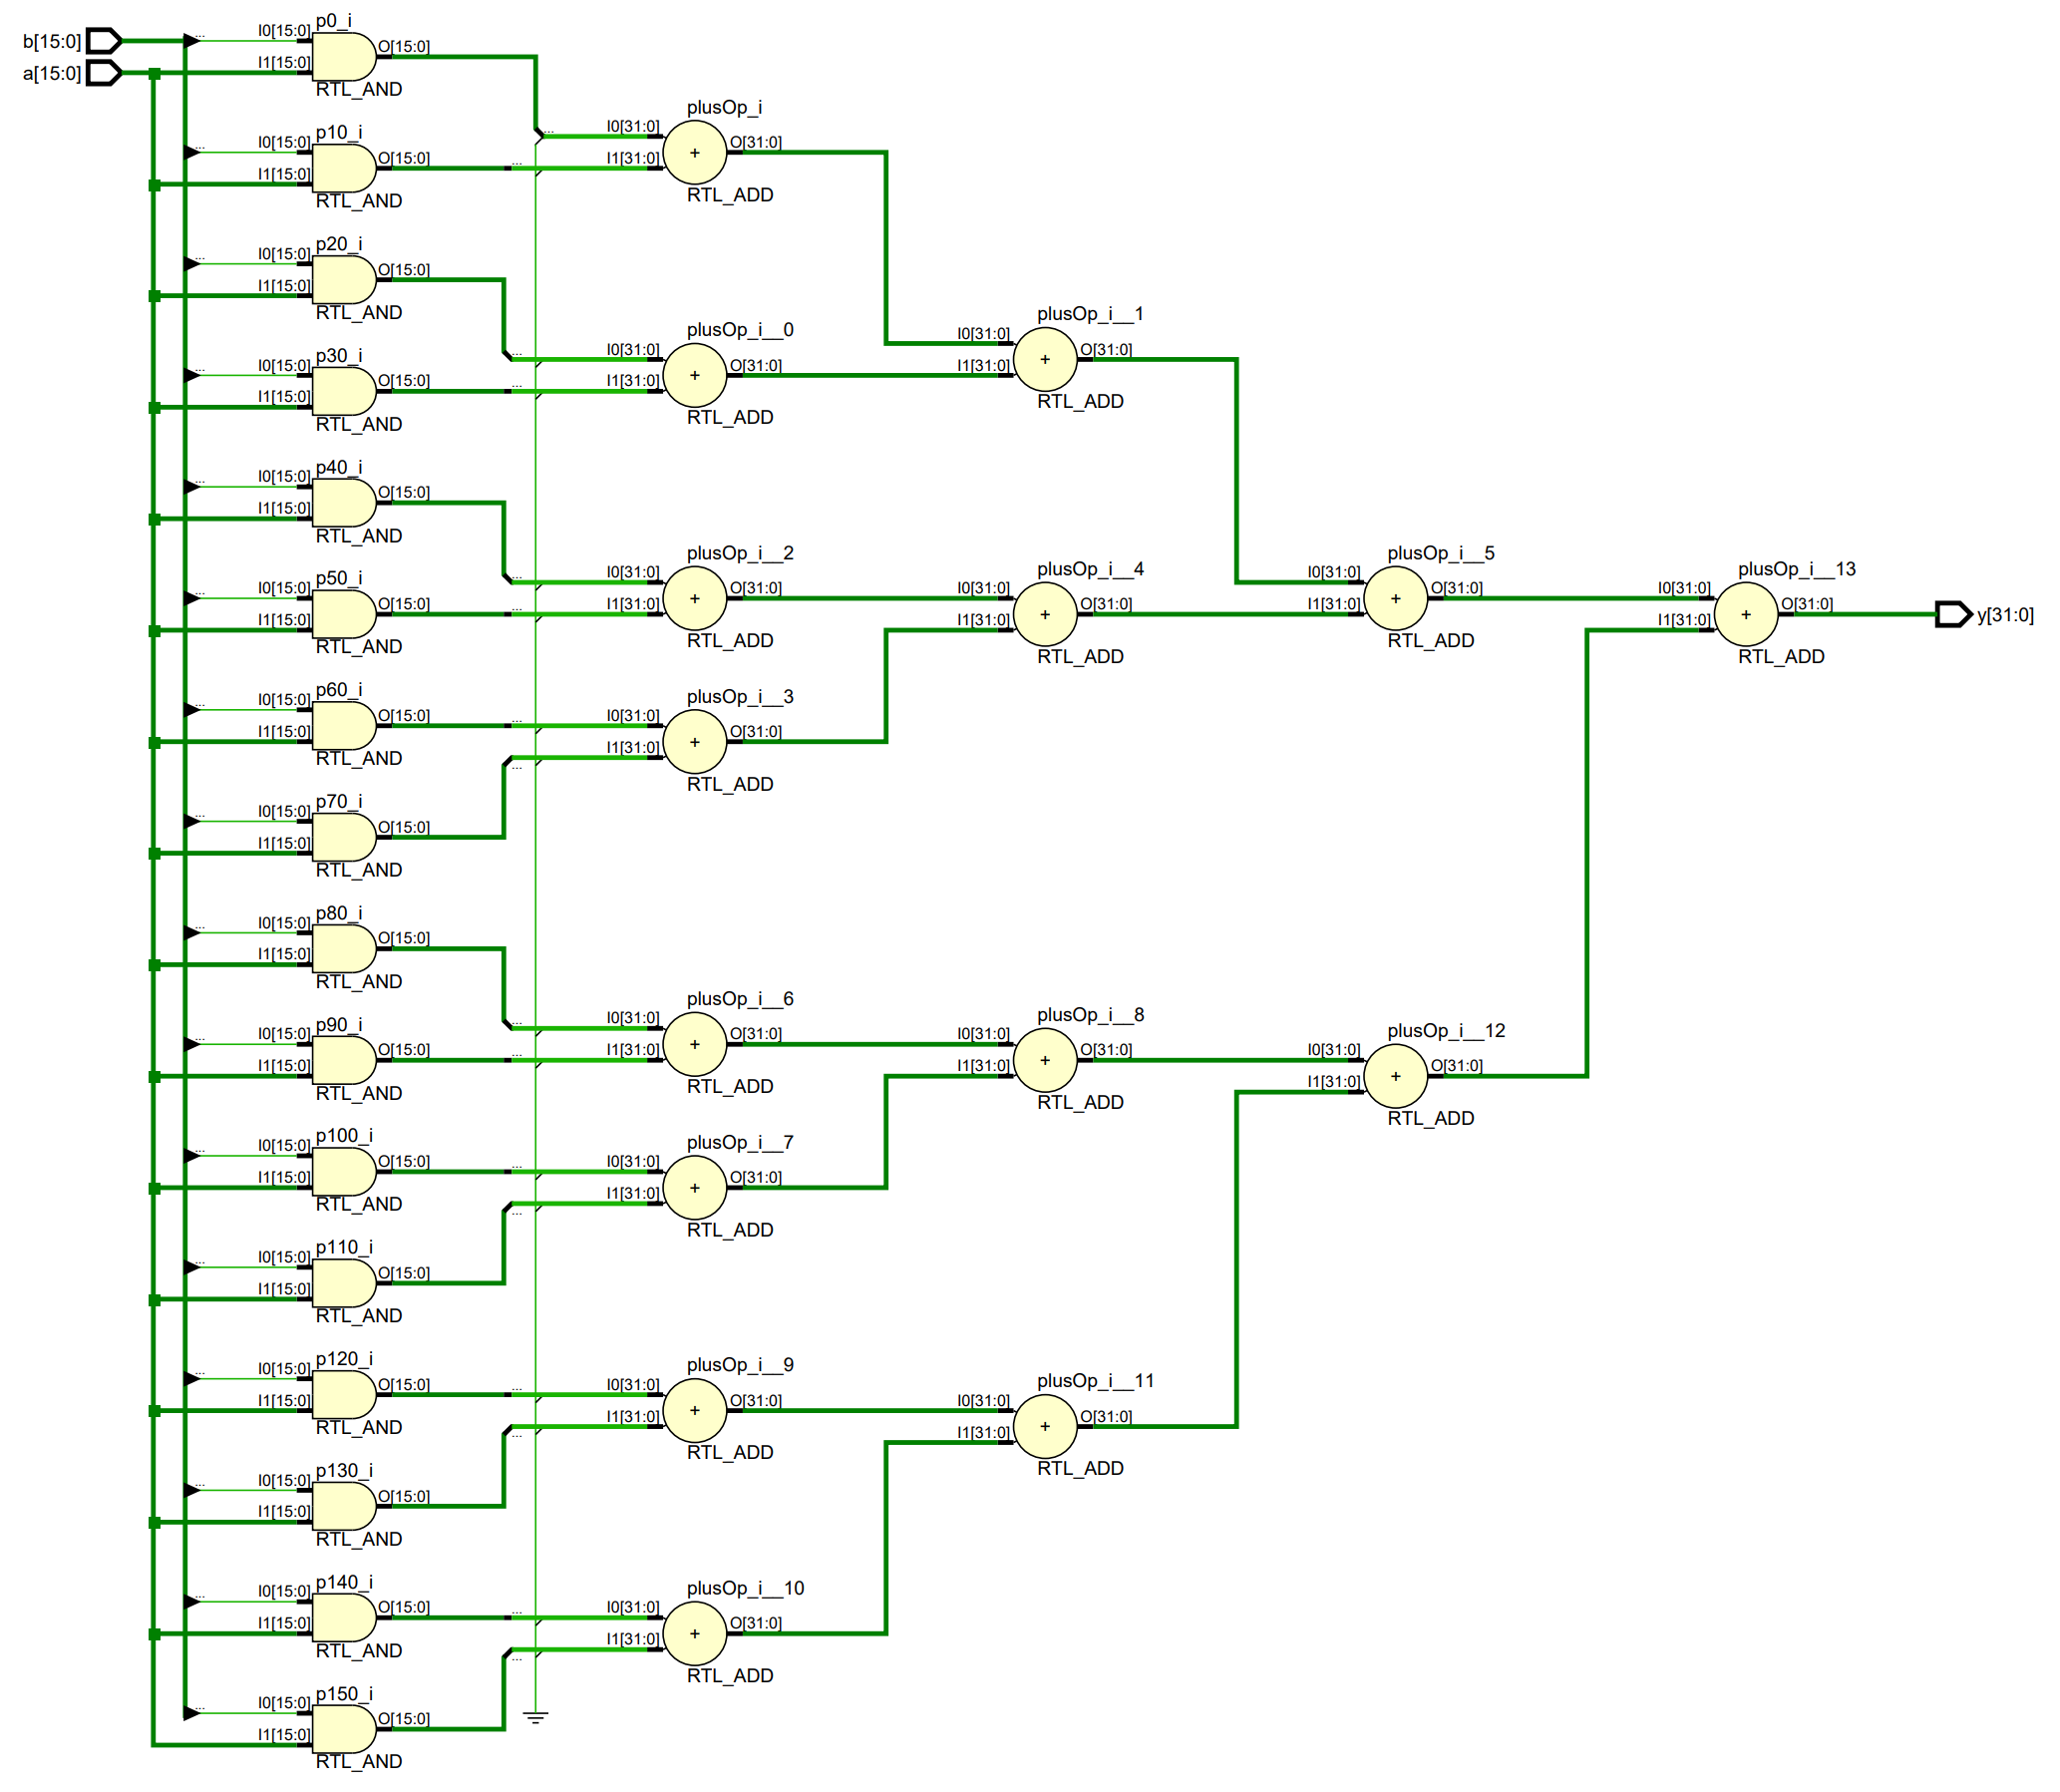 b[15:0]
a[15:0]
p0_i
I0[15:0]
I1[15:0]
O[15:0]
RTL_AND
...
p10_i
I0[15:0]
I1[15:0]
O[15:0]
RTL_AND
...
p20_i
I0[15:0]
I1[15:0]
O[15:0]
RTL_AND
...
p30_i
I0[15:0]
I1[15:0]
O[15:0]
RTL_AND
...
p40_i
I0[15:0]
I1[15:0]
O[15:0]
RTL_AND
...
p50_i
I0[15:0]
I1[15:0]
O[15:0]
RTL_AND
...
p60_i
I0[15:0]
I1[15:0]
O[15:0]
RTL_AND
...
p70_i
I0[15:0]
I1[15:0]
O[15:0]
RTL_AND
...
p80_i
I0[15:0]
I1[15:0]
O[15:0]
RTL_AND
...
p90_i
I0[15:0]
I1[15:0]
O[15:0]
RTL_AND
...
p100_i
I0[15:0]
I1[15:0]
O[15:0]
RTL_AND
...
p110_i
I0[15:0]
I1[15:0]
O[15:0]
RTL_AND
...
p120_i
I0[15:0]
I1[15:0]
O[15:0]
RTL_AND
...
p130_i
I0[15:0]
I1[15:0]
O[15:0]
RTL_AND
...
p140_i
I0[15:0]
I1[15:0]
O[15:0]
RTL_AND
...
p150_i
I0[15:0]
I1[15:0]
O[15:0]
RTL_AND
...
plusOp_i
I0[31:0]
I1[31:0]
+
O[31:0]
RTL_ADD
plusOp_i__0
I0[31:0]
I1[31:0]
+
O[31:0]
RTL_ADD
plusOp_i__2
I0[31:0]
I1[31:0]
+
O[31:0]
RTL_ADD
plusOp_i__3
I0[31:0]
I1[31:0]
+
O[31:0]
RTL_ADD
plusOp_i__6
I0[31:0]
I1[31:0]
+
O[31:0]
RTL_ADD
plusOp_i__7
I0[31:0]
I1[31:0]
+
O[31:0]
RTL_ADD
plusOp_i__9
I0[31:0]
I1[31:0]
+
O[31:0]
RTL_ADD
plusOp_i__10
I0[31:0]
I1[31:0]
+
O[31:0]
RTL_ADD
plusOp_i__1
I0[31:0]
I1[31:0]
+
O[31:0]
RTL_ADD
plusOp_i__4
I0[31:0]
I1[31:0]
+
O[31:0]
RTL_ADD
plusOp_i__8
I0[31:0]
I1[31:0]
+
O[31:0]
RTL_ADD
plusOp_i__11
I0[31:0]
I1[31:0]
+
O[31:0]
RTL_ADD
plusOp_i__5
I0[31:0]
I1[31:0]
+
O[31:0]
RTL_ADD
plusOp_i__12
I0[31:0]
I1[31:0]
+
O[31:0]
RTL_ADD
plusOp_i__13
I0[31:0]
I1[31:0]
+
O[31:0]
RTL_ADD
y[31:0]